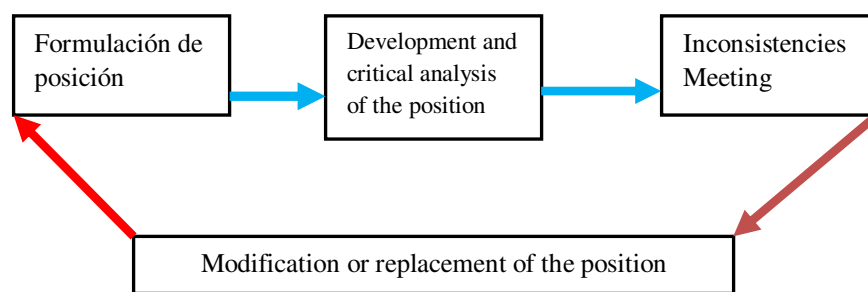 Formulación de
posición
Development and
critical analysis
of the position
Inconsistencies
Meeting
Modification or replacement of the position